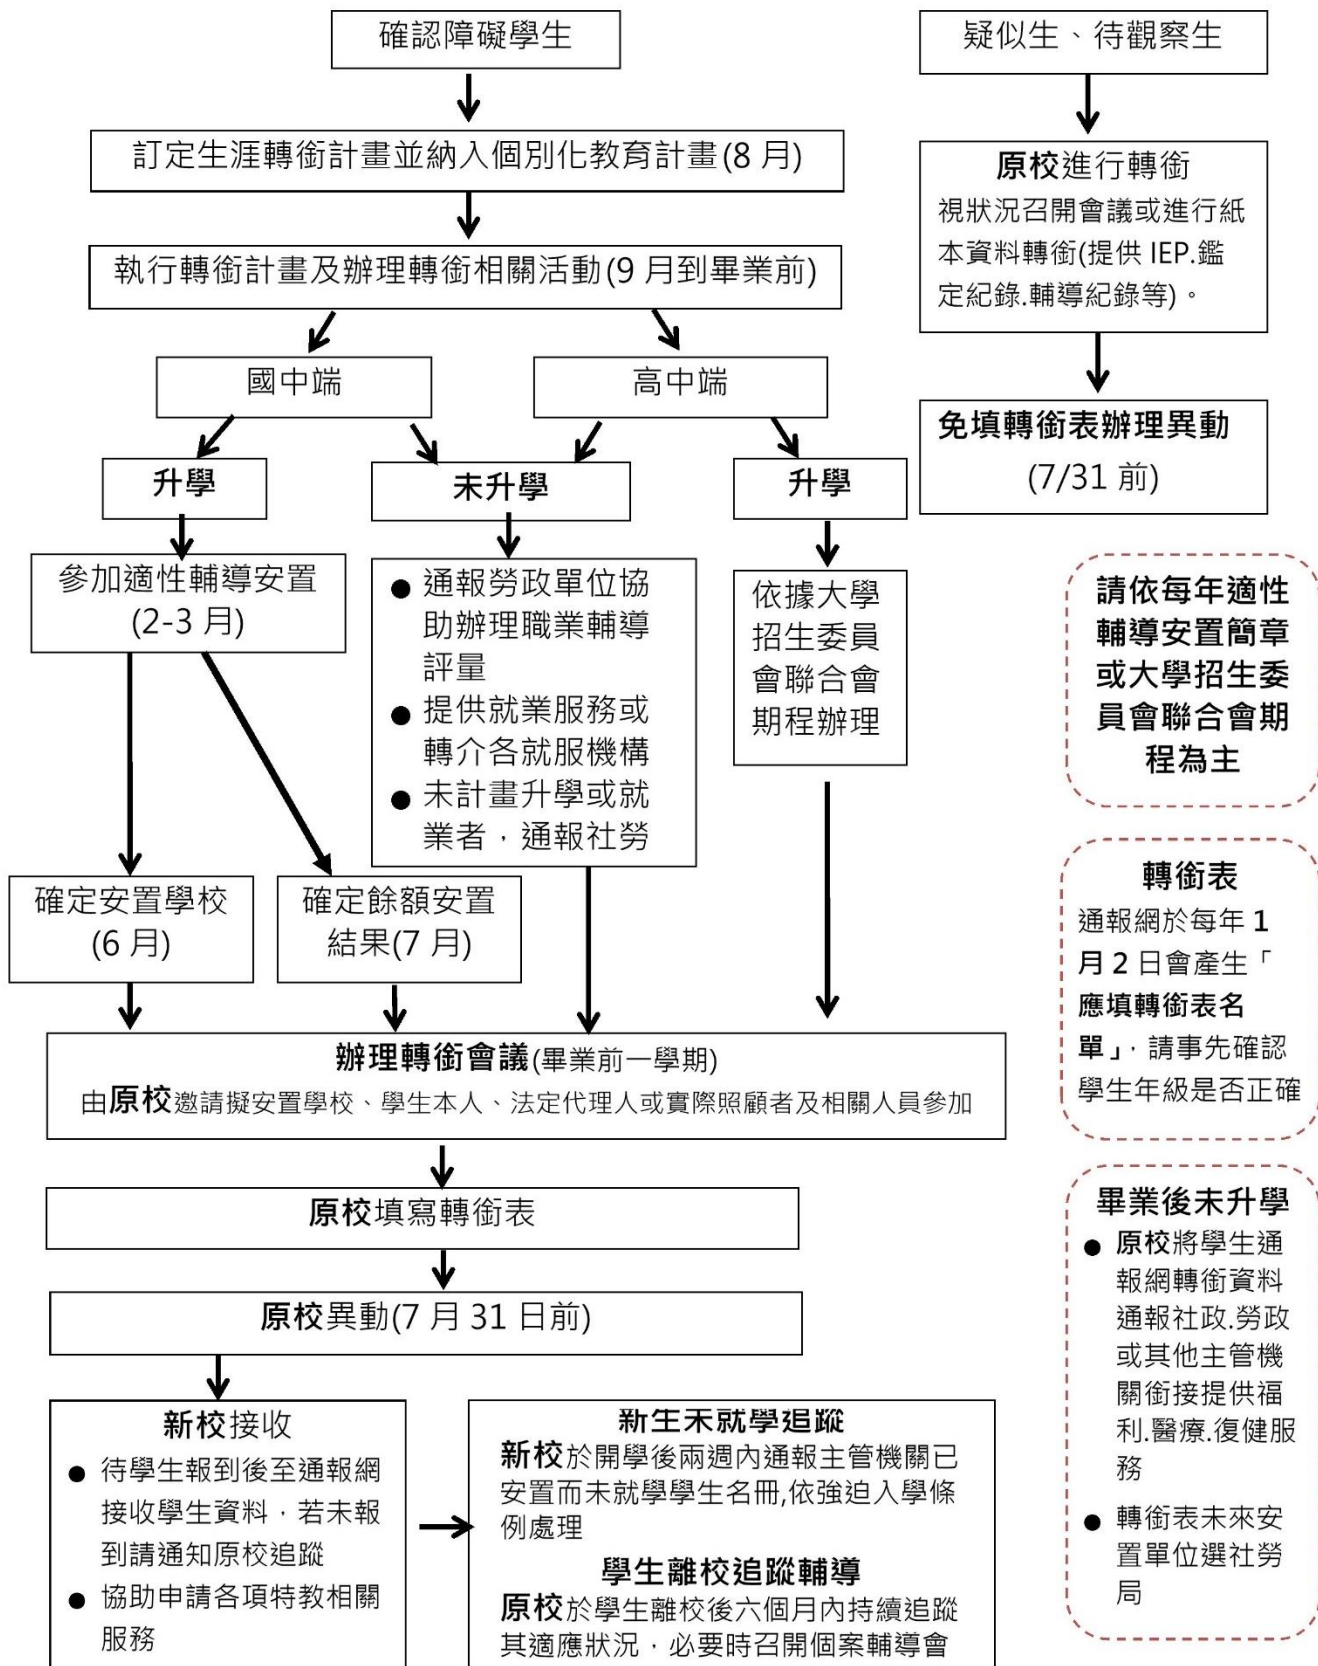 確認障礙學生
疑似生、待觀察生
訂定生涯轉銜計畫並納入個別化教育計畫(8 月)
原校進行轉銜
視狀況召開會議或進行紙
本資料轉銜(提供 IEP.鑑
定紀錄.輔導紀錄等)。
執行轉銜計畫及辦理轉銜相關活動(9 月到畢業前)
國中端
高中端
免填轉銜表辦理異動
(7/31 前)
升學
未升學
升學
參加適性輔導安置
(2-3 月)
● 通報勞政單位協
助辦理職業輔導
評量
● 提供就業服務或
轉介各就服機構
● 未計畫升學或就
業者，通報社勞
依據大學
招生委員
會聯合會
期程辦理
請依每年適性
輔導安置簡章
或大學招生委
員會聯合會期
程為主
確定安置學校
(6 月)
確定餘額安置
結果(7 月)
轉銜表
通報網於每年 1
月 2 日會產生「
應填轉銜表名
單」，請事先確認
學生年級是否正確
辦理轉銜會議(畢業前一學期)
由原校邀請擬安置學校、學生本人、法定代理人或實際照顧者及相關人員參加
原校填寫轉銜表
原校異動(7 月 31 日前)
畢業後未升學
● 原校將學生通
報網轉銜資料
通報社政.勞政
或其他主管機
關銜接提供福
利.醫療.復健服
務
● 轉銜表未來安
置單位選社勞
局
新校接收
● 待學生報到後至通報網
接收學生資料，若未報
到請通知原校追蹤
● 協助申請各項特教相關
服務
新生未就學追蹤
新校於開學後兩週內通報主管機關已
安置而未就學學生名冊,依強迫入學條
例處理
學生離校追蹤輔導
原校於學生離校後六個月內持續追蹤
其適應狀況，必要時召開個案輔導會